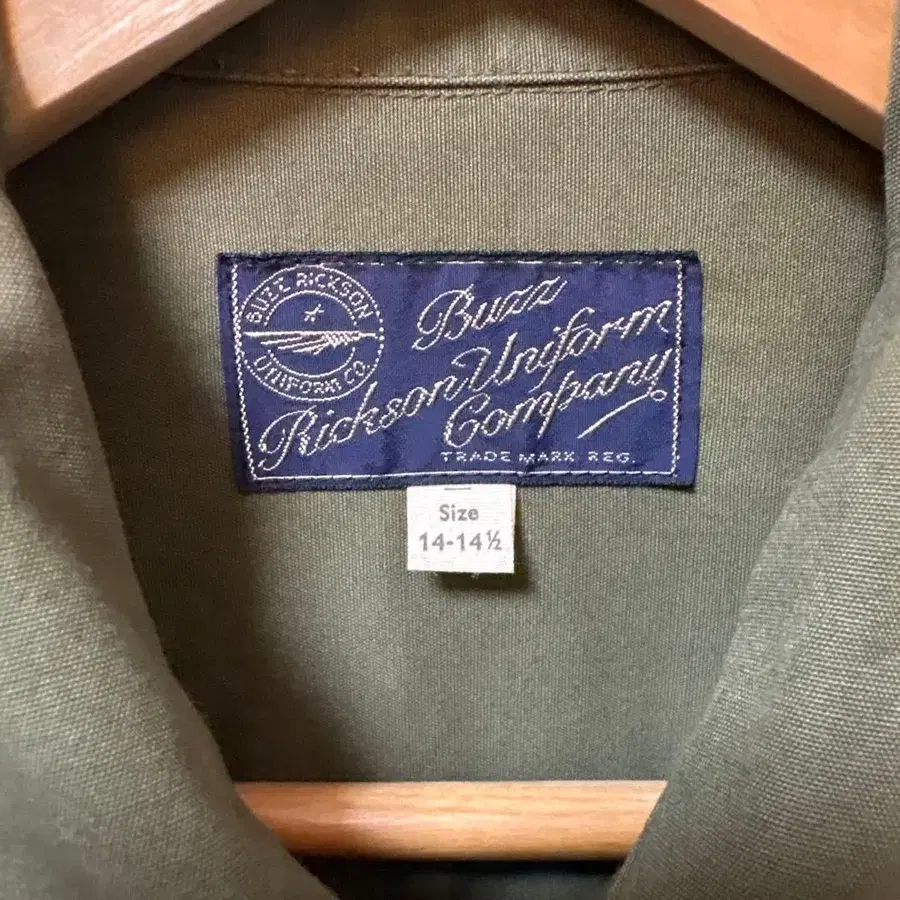 BUZZ RICKSON
UNIFORM CO.
Buzz
Rickson Uniform
Company
TRADE MARK REG.
Size
14-14½